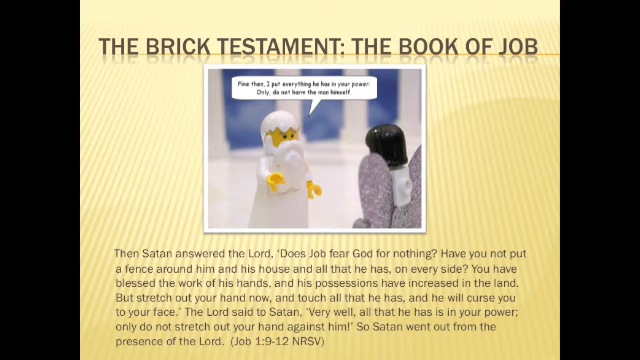 THE BRICK TESTAMENT: THE BOOK OF JOB
Fine then, I put everything he has in your power.
Only, do not harm the man himself.
Then Satan answered the Lord, 'Does Job fear God for nothing? Have you not put
a fence around him and his house and all that he has, on every side? You have
blessed the work of his hands, and his possessions have increased in the land.
But stretch out your hand now, and touch all that he has, and he will curse you
to your face.' The Lord said to Satan, 'Very well, all that he has is in your power;
only do not stretch out your hand against him!' So Satan went out from the
presence of the Lord. (Job 1:9-12 NRSV)